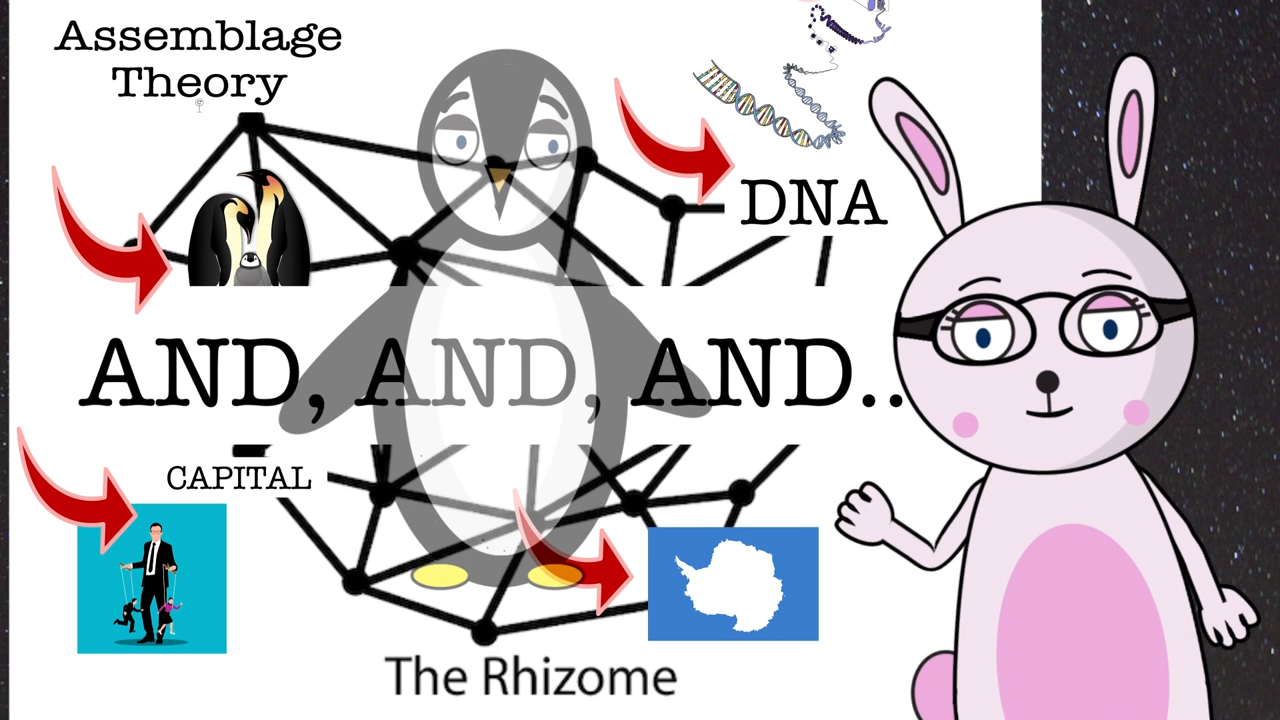 Assemblage
Theory
DNA
AND, AND, AND..
CAPITAL
The Rhizome